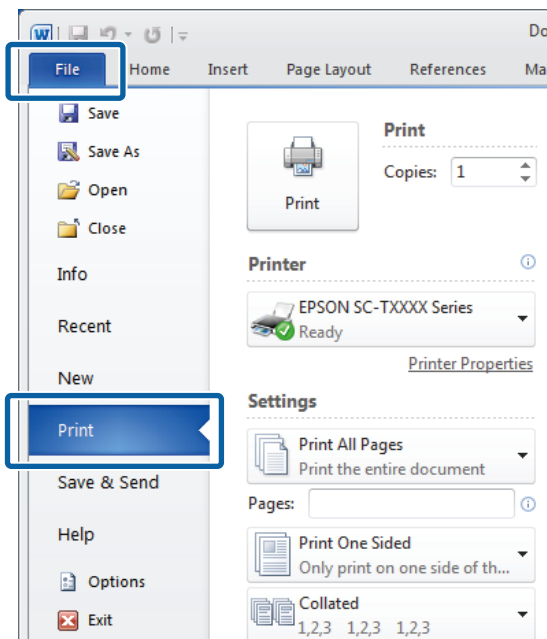 W
Do
File Home Insert Page Layout References Ma
Save
Save As
Open
Close
Info
Recent
New
Print
Save & Send
Help
Options
Exit
Print
Print
Copies: 1
Printer
EPSON SC-TXXXX Series
Ready
Printer Properties
Settings
Print All Pages
Print the entire document
Pages:
Print One Sided
Only print on one side of th...
Collated
1,2,3 1,2,3 1,2,3